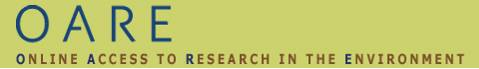 OARE
ONLINE ACCESS TO RESEARCH IN THE ENVIRONMENT